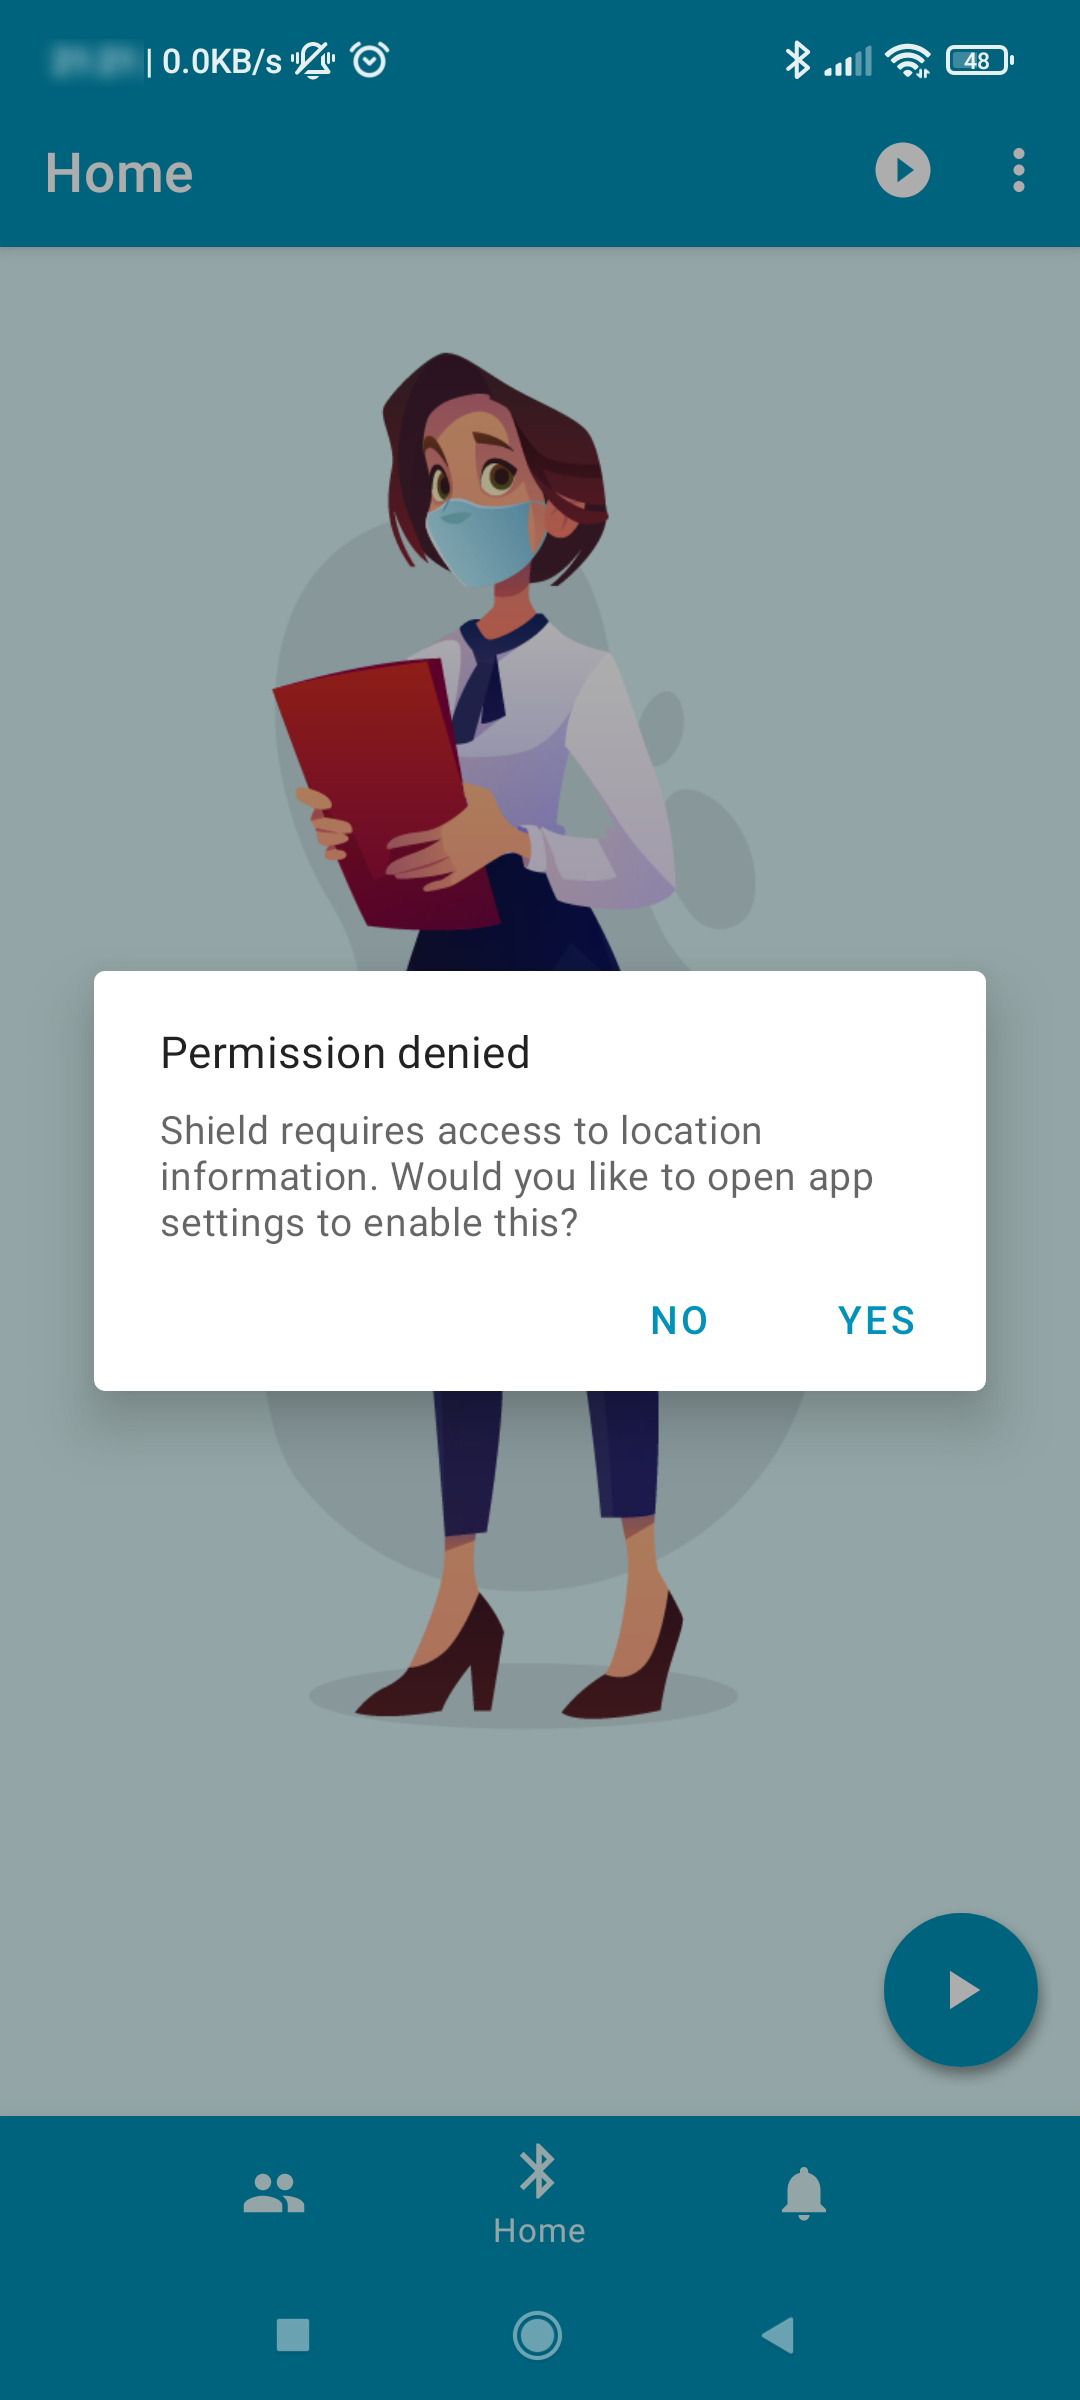 | 0.0KB/s
48
Home
Permission denied
Shield requires access to location
information. Would you like to open app
settings to enable this?
NO YES
Home